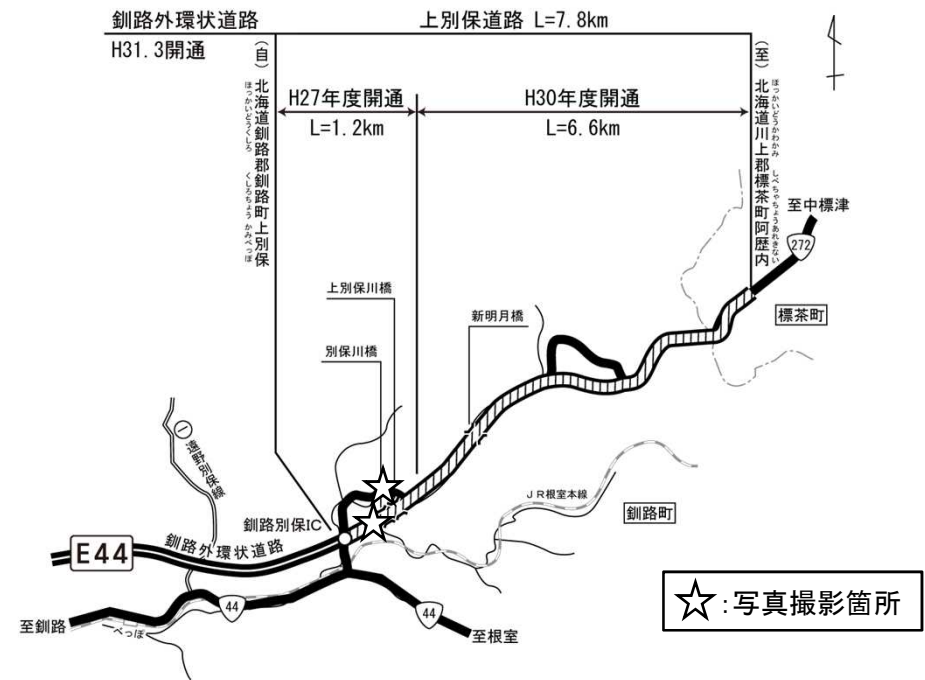 釧路外環状道路
上別保道路 L=7.8km
H31.3開通
(自)北海道釧路郡釧路町上別保
ほっかいどうくしろ くしろちょう かみべっぽ
(至)北海道川上郡標茶町阿歴内
ほっかいどうかわかみ しべちゃちょうあれきない
H27年度開通
L=1.2km
H30年度開通
L=6.6km
至中標津
272
標茶町
上別保川橋
新明月橋
別保川橋
㊀遠野別保線
JR根室本線
釧路町
釧路別保IC
釧路外環状道路
E44
44
44
至釧路
べっぽ
至根室
☆:写真撮影箇所